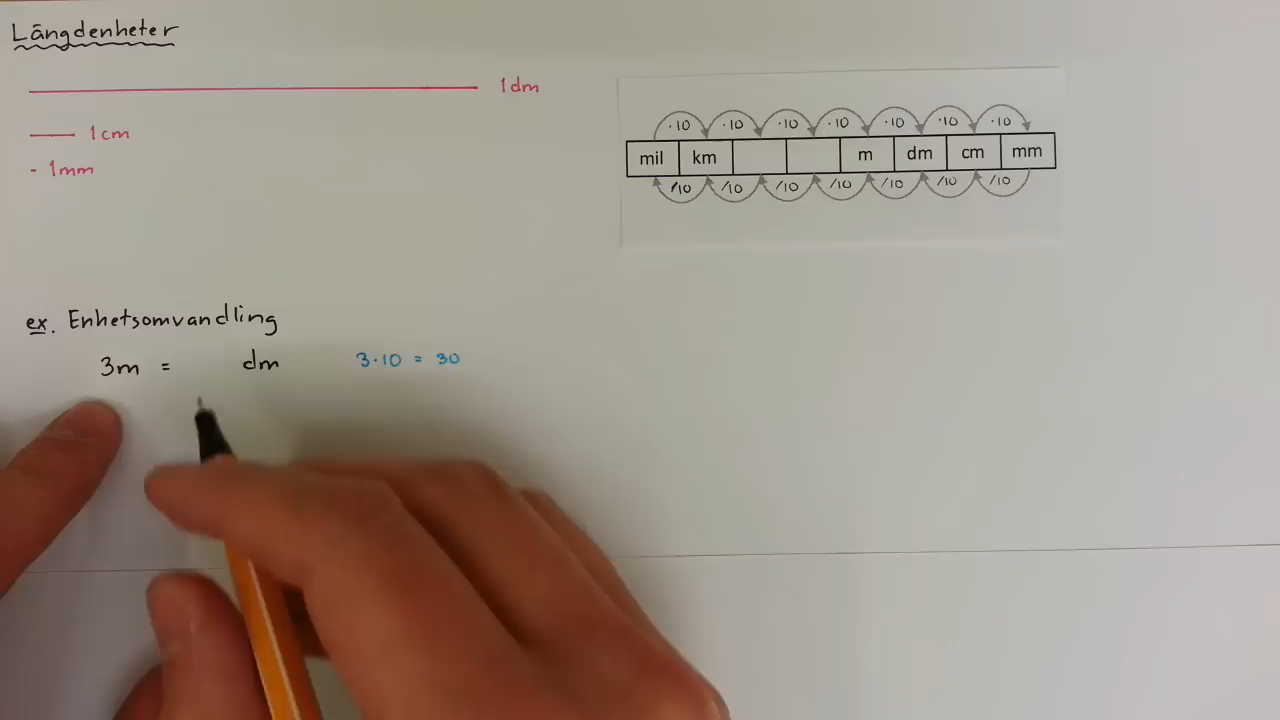 Längdenheter
1dm
1cm
1mm
·10 ·10 ·10 ·10 ·10 ·10 ·10
mil km m dm cm mm
/10 /10 /10 /10 /10 /10 /10
ex. Enhetsomvandling
3m = dm 3·10 = 30